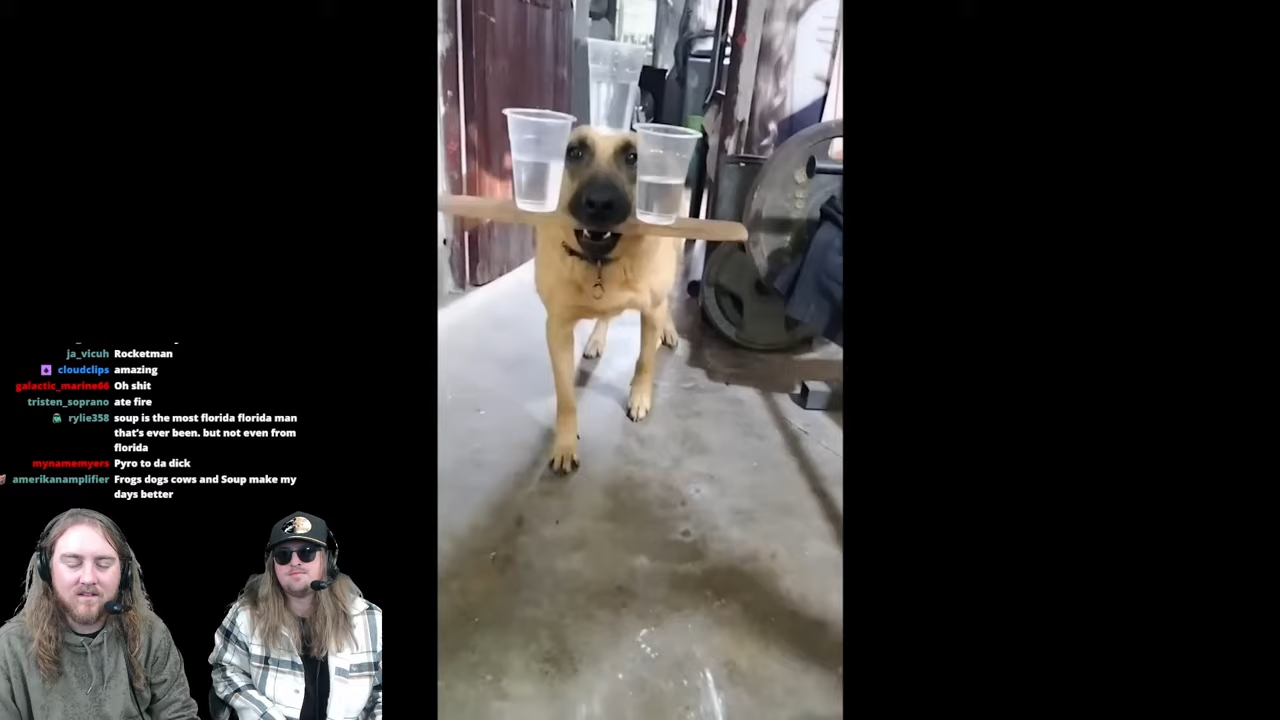 ja_vicuh Rocketman
cloudclips amazing
galactic_marine66 Oh shit
tristen_soprano ate fire
rylie358 soup is the most florida florida man
that's ever been. but not even from
florida
mynamemyers Pyro to da dick
amerikanamplifier Frogs dogs cows and Soup make my
days better